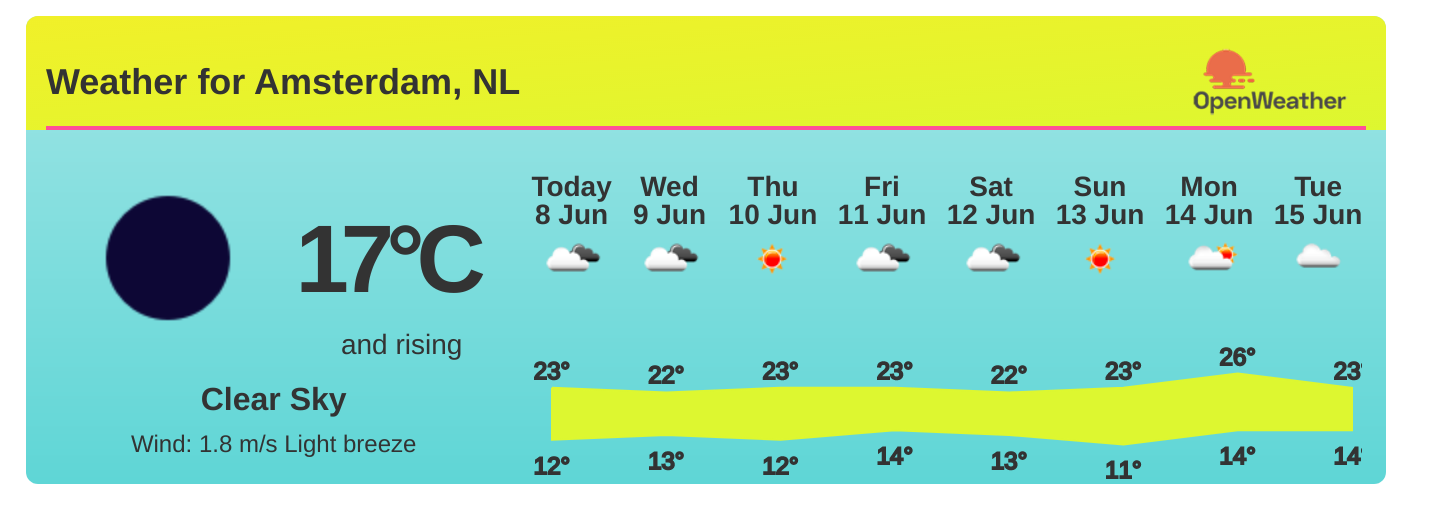 Weather for Amsterdam, NL
OpenWeather
Today Wed Thu Fri Sat Sun Mon Tue
8 Jun 9 Jun 10 Jun 11 Jun 12 Jun 13 Jun 14 Jun 15 Jun
17°C
and rising
Clear Sky
Wind: 1.8 m/s Light breeze
23° 22° 23° 23° 22° 23° 26° 23°
12° 13° 12° 14° 13° 11° 14° 14°